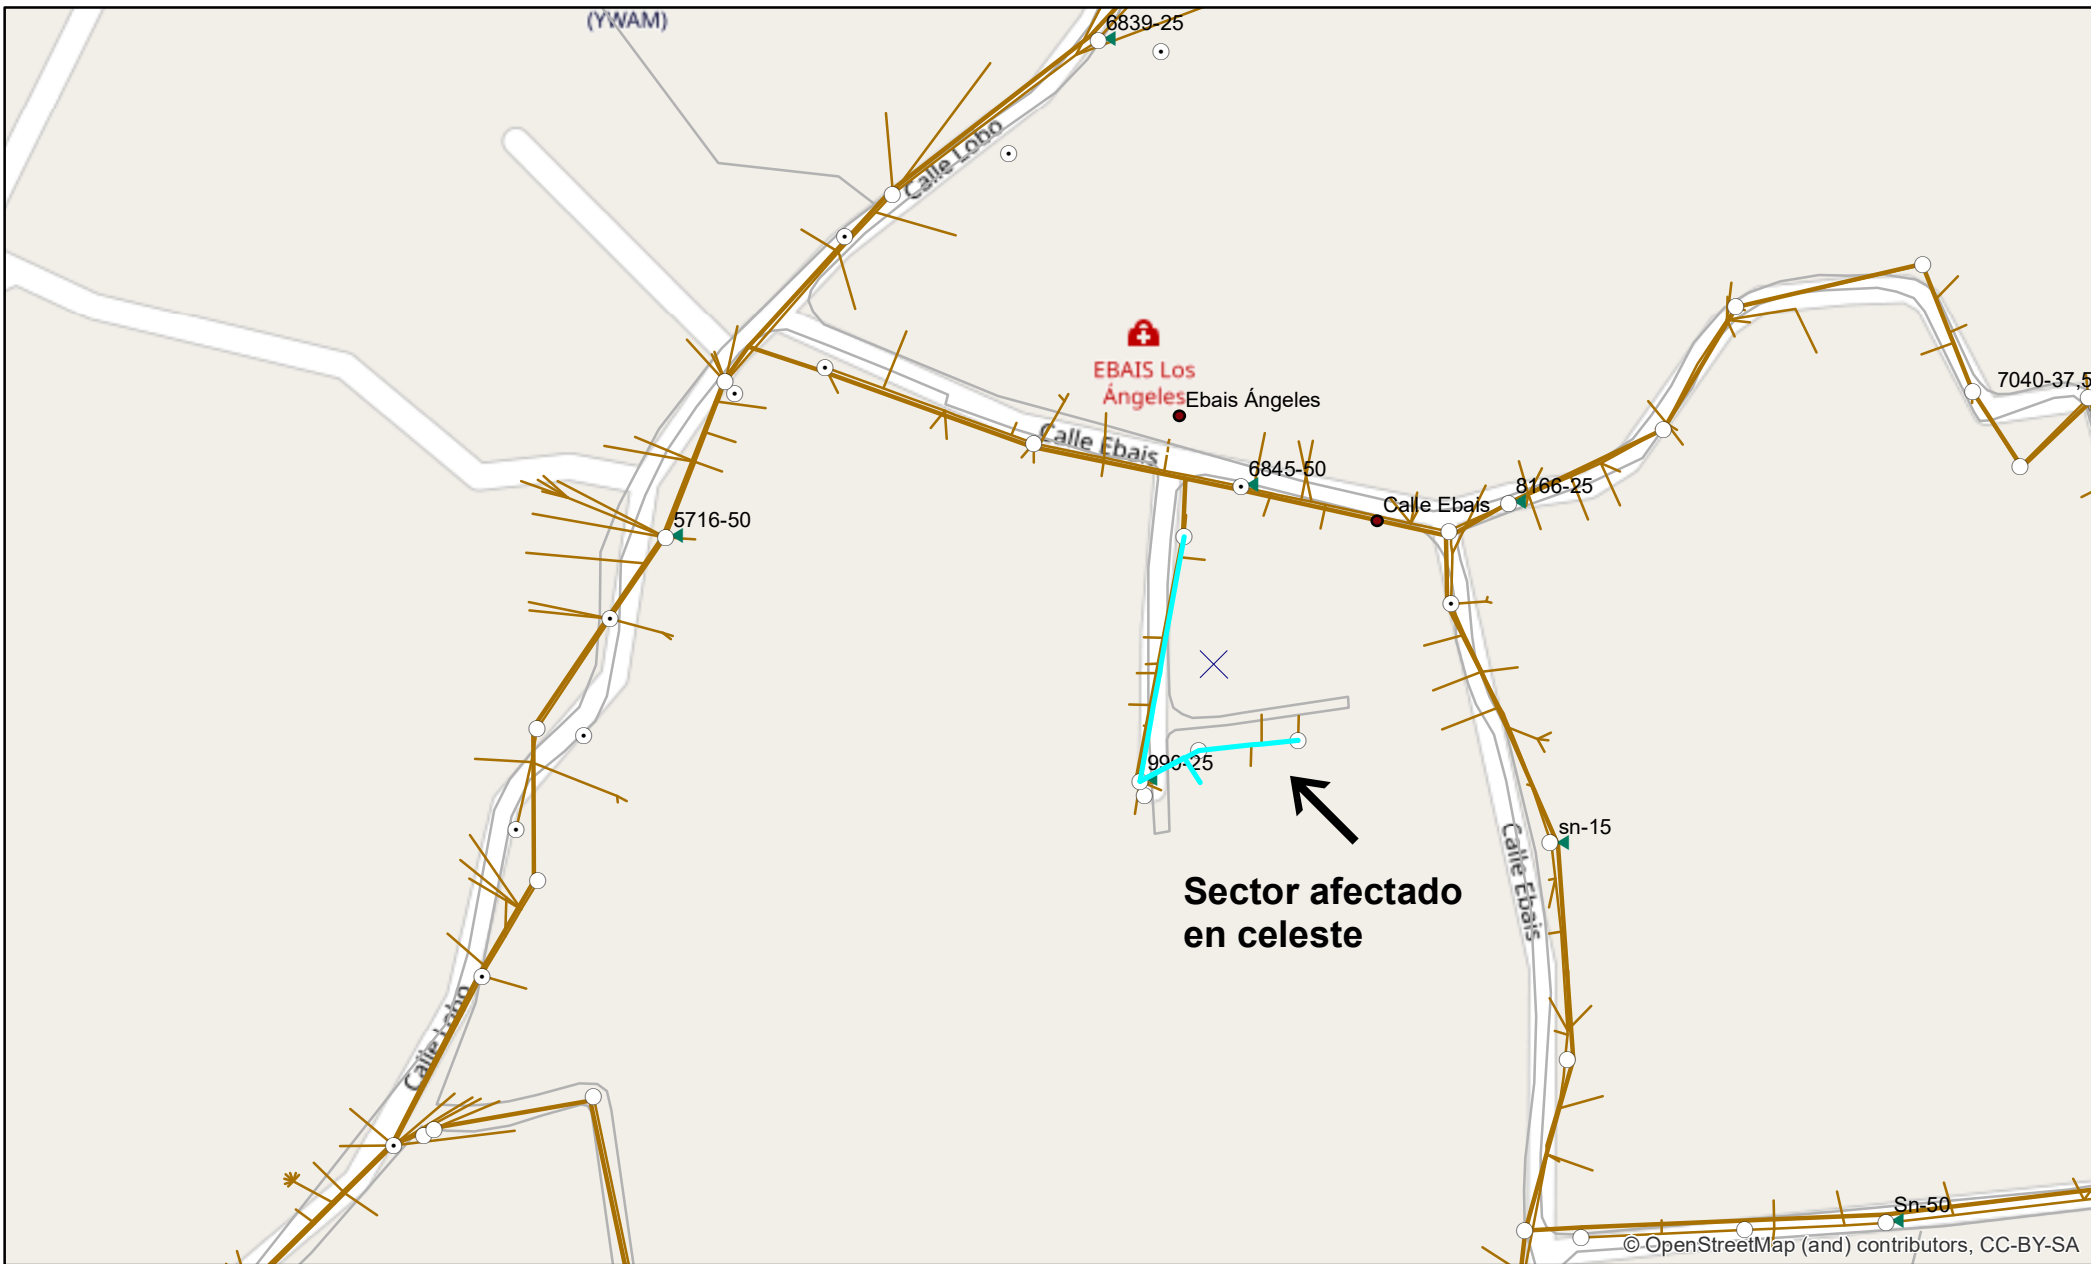 (YWAM)
6839-25
Calle Lobo
EBAIS Los
Ángeles
Ebais Ángeles
7040-37,5
Calle Ebais
6845-50
8166-25
Calle Ebais
5716-50
990-25
sn-15
Sector afectado
en celeste
Calle Ebais
Calle Lobo
Sn-50
© OpenStreetMap (and) contributors, CC-BY-SA